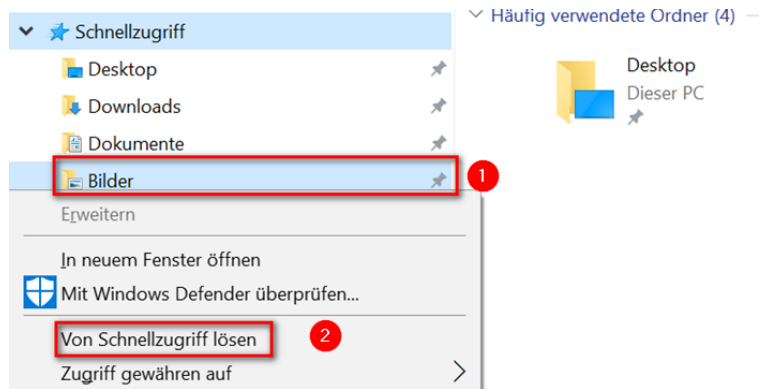 Schnellzugriff
Desktop
Downloads
Dokumente
Bilder
1
Erweitern
In neuem Fenster öffnen
Mit Windows Defender überprüfen...
Von Schnellzugriff lösen
2
Zugriff gewähren auf
Häufig verwendete Ordner (4)
Desktop
Dieser PC